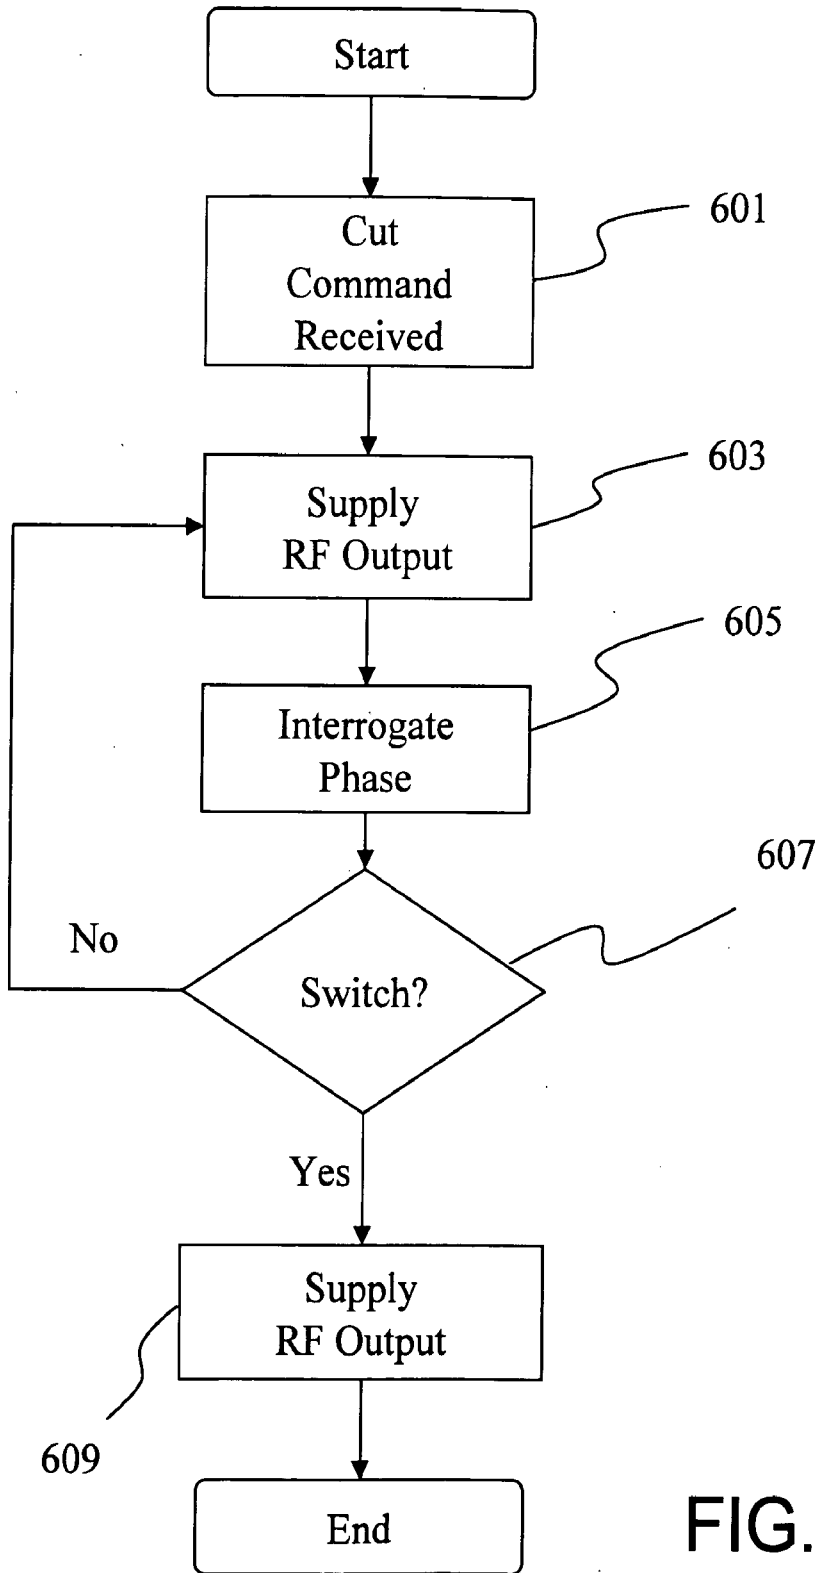 Start
Cut
Command
Received
601
Supply
RF Output
603
Interrogate
Phase
605
607
No
Switch?
Yes
Supply
RF Output
609
End
FIG.